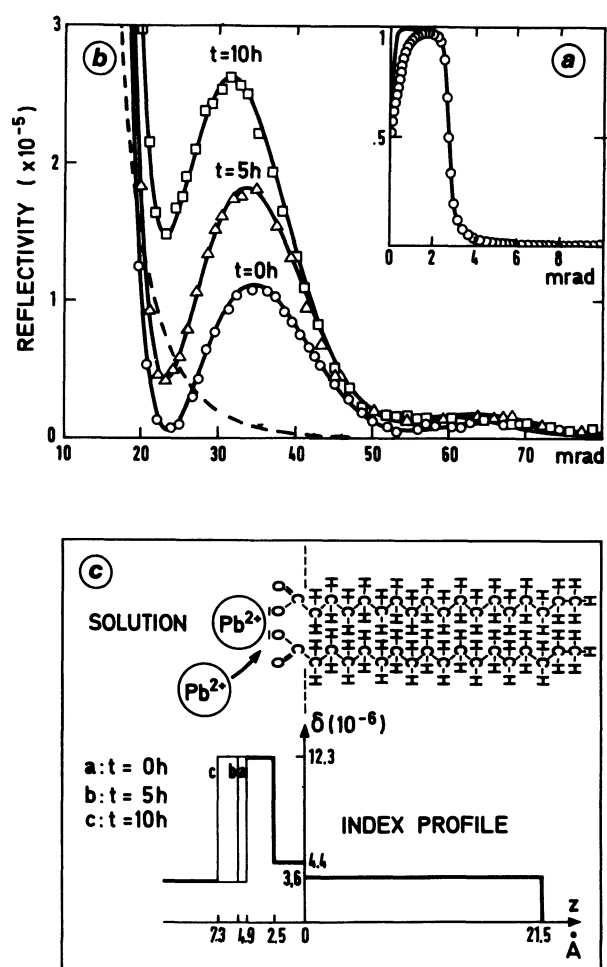 3
2
1
0
REFLECTIVITY (x10⁻⁵)
b
t=10h
t=5h
t=0h
10 20 30 40 50 60 70 mrad
a
1
.5
0 2 4 6 8
mrad
c
SOLUTION
Pb²⁺
Pb²⁺
δ(10⁻⁶)
12.3
a: t = 0h
b: t = 5h
c: t = 10h
c b a
INDEX PROFILE
4.4
3,6
z
7.3 4.9 2.5 0 21.5 Å